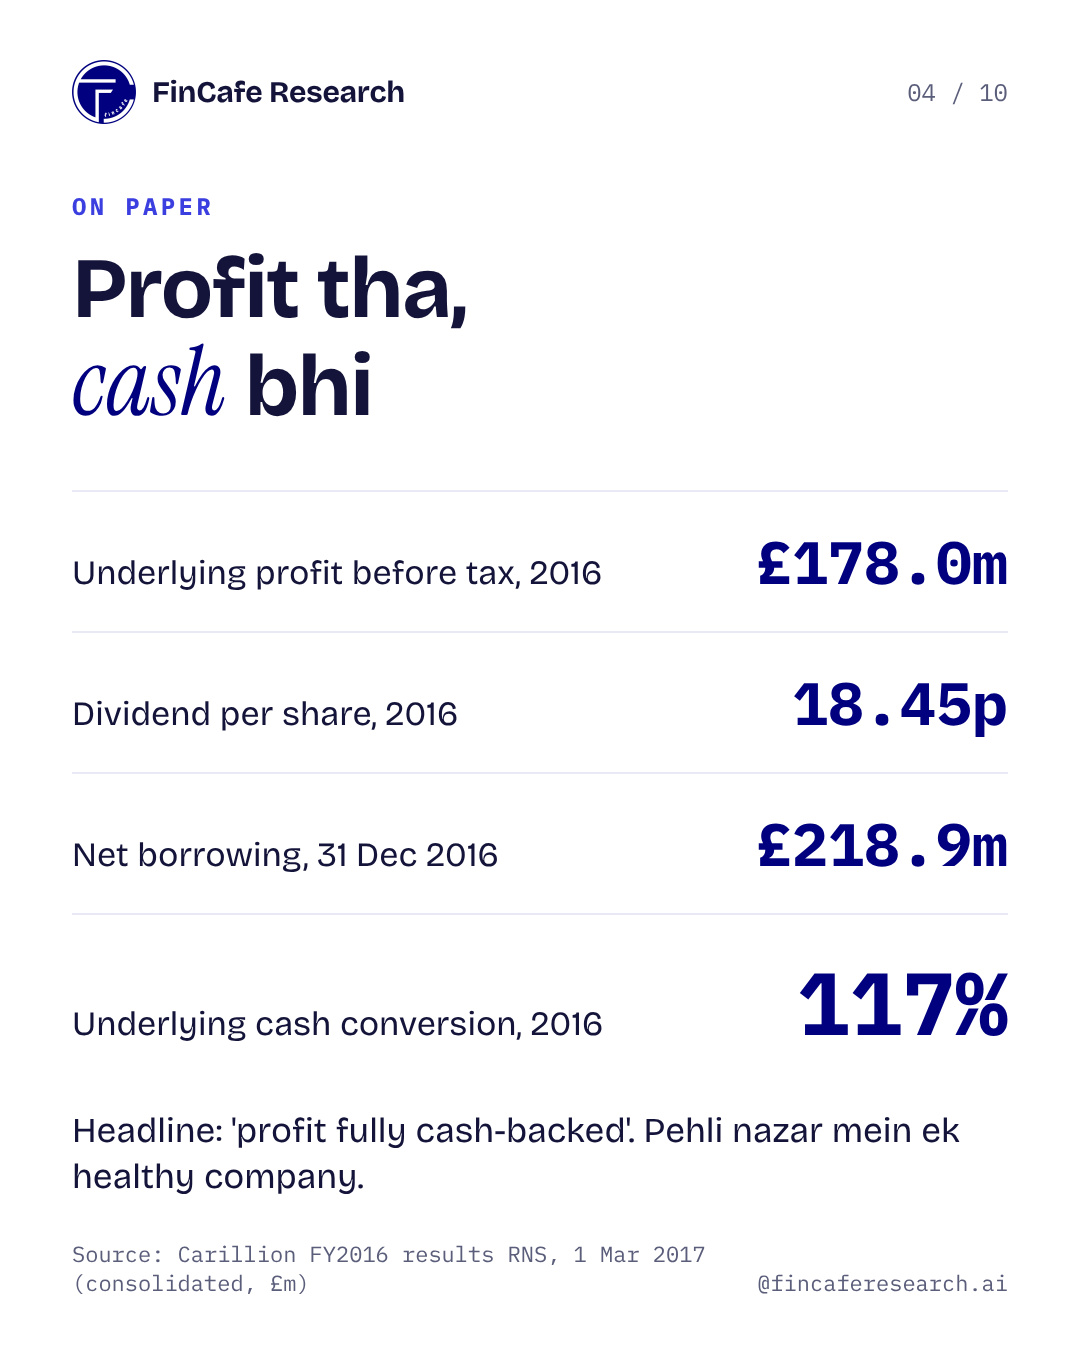 FinCafe Research
04 / 10
ON PAPER
Profit tha,
cash bhi
Underlying profit before tax, 2016
£178.0m
Dividend per share, 2016
18.45p
Net borrowing, 31 Dec 2016
£218.9m
Underlying cash conversion, 2016
117%
Headline: 'profit fully cash-backed'. Pehli nazar mein ek
healthy company.
Source: Carillion FY2016 results RNS, 1 Mar 2017
(consolidated, £m)
@fincaferesearch.ai